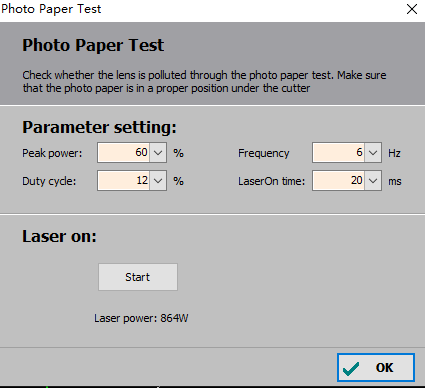 Photo Paper Test
Photo Paper Test
Check whether the lens is polluted through the photo paper test. Make sure
that the photo paper is in a proper position under the cutter
Parameter setting:
Peak power: 60 % Frequency 6 Hz
Duty cycle: 12 % LaserOn time: 20 ms
Laser on:
Start
Laser power: 864W
OK